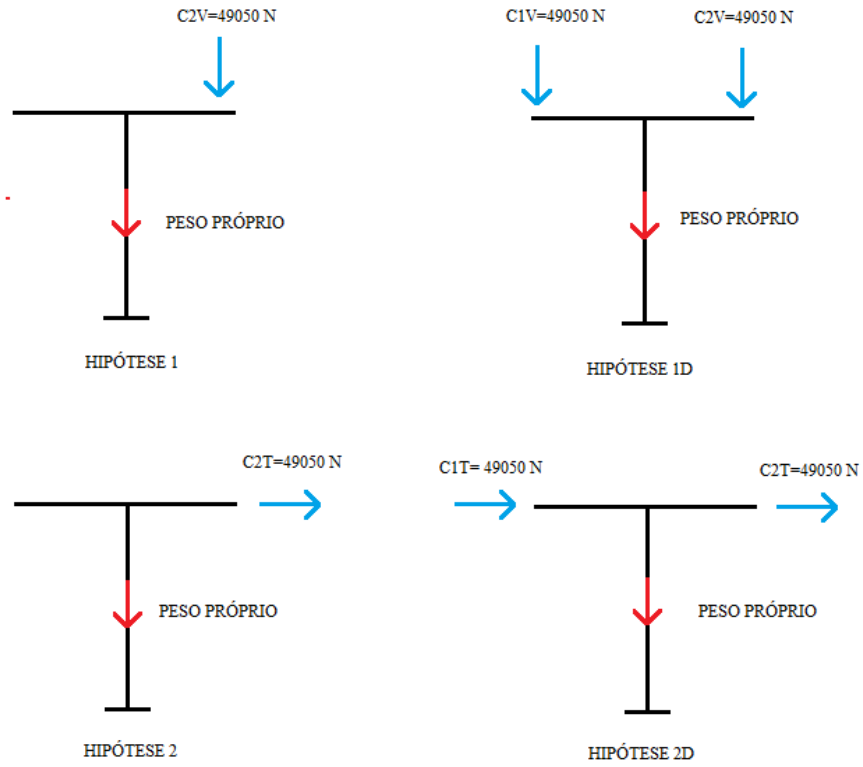 C2V=49050 N
C1V=49050 N
C2V=49050 N
PESO PRÓPRIO
PESO PRÓPRIO
HIPÓTESE 1
HIPÓTESE 1D
C2T=49050 N
C1T= 49050 N
C2T=49050 N
PESO PRÓPRIO
PESO PRÓPRIO
HIPÓTESE 2
HIPÓTESE 2D